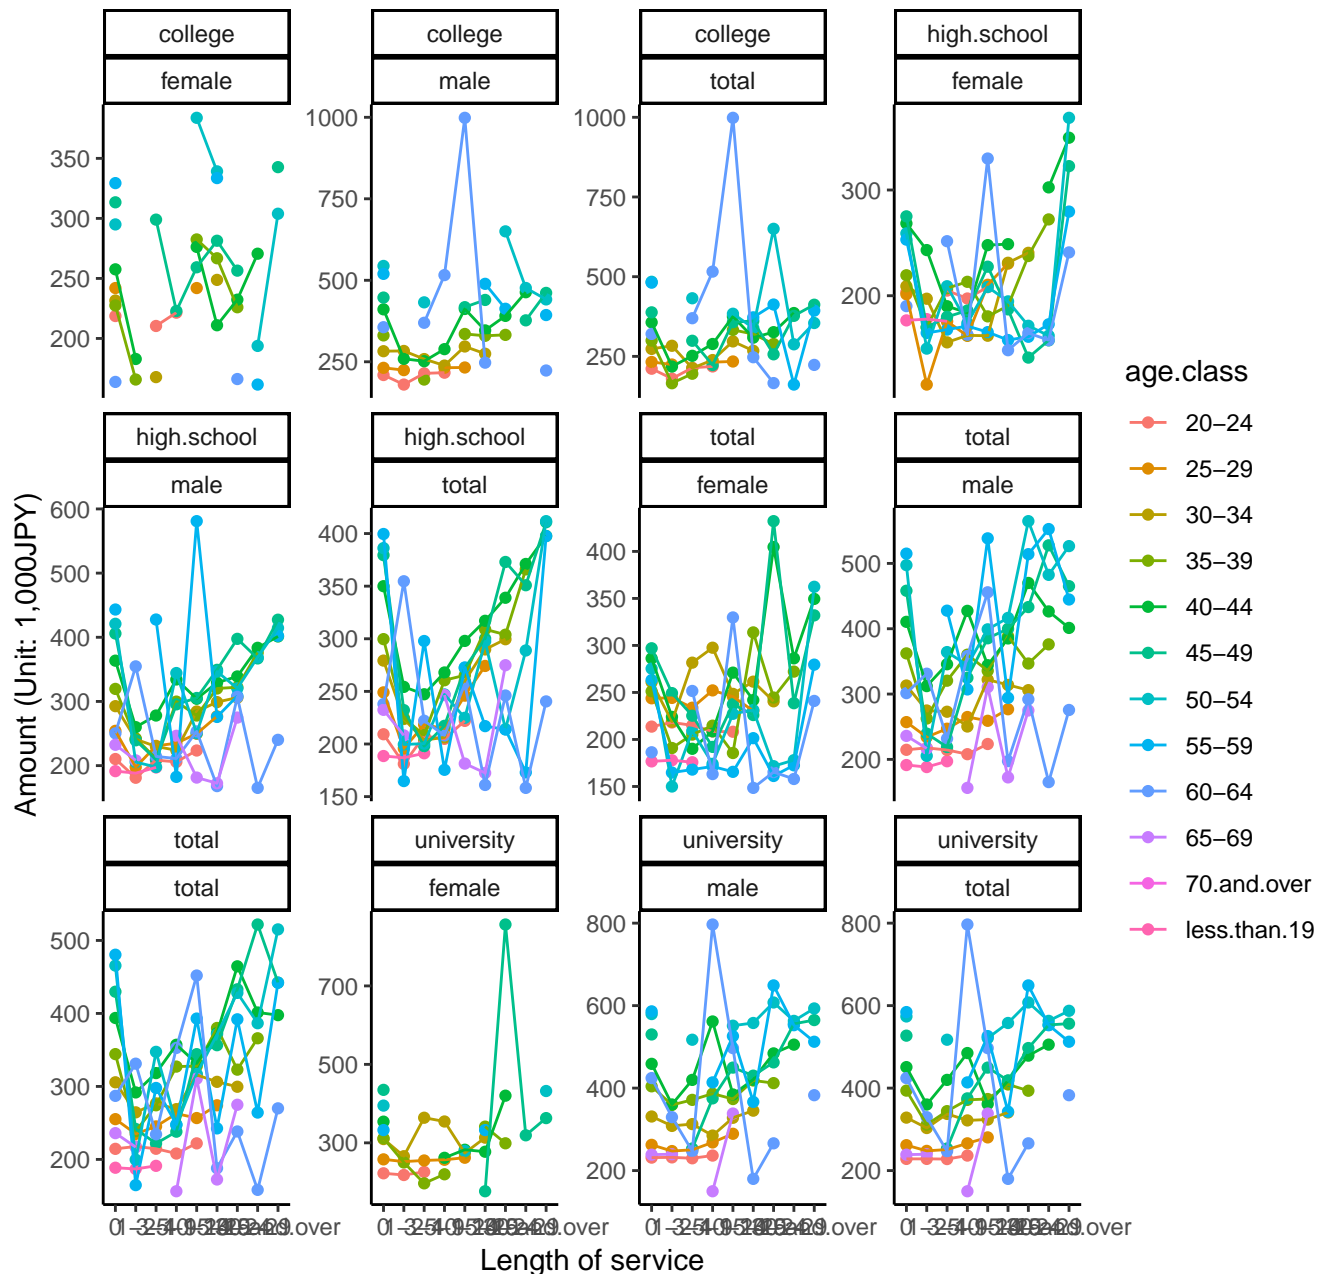 college
college
college
high.school
female
male
total
female
350
300
250
200
1000
750
500
250
1000
750
500
250
300
200
high.school
high.school
total
total
male
total
female
male
600
500
400
300
200
400
350
300
250
200
150
400
350
300
250
200
150
500
400
300
200
total
university
university
university
total
female
male
total
500
400
300
200
700
500
300
800
600
400
200
800
600
400
200
Amount (Unit: 1,000JPY)
Length of service
age.class
20−24
25−29
30−34
35−39
40−44
45−49
50−54
55−59
60−64
65−69
70.and.over
less.than.19